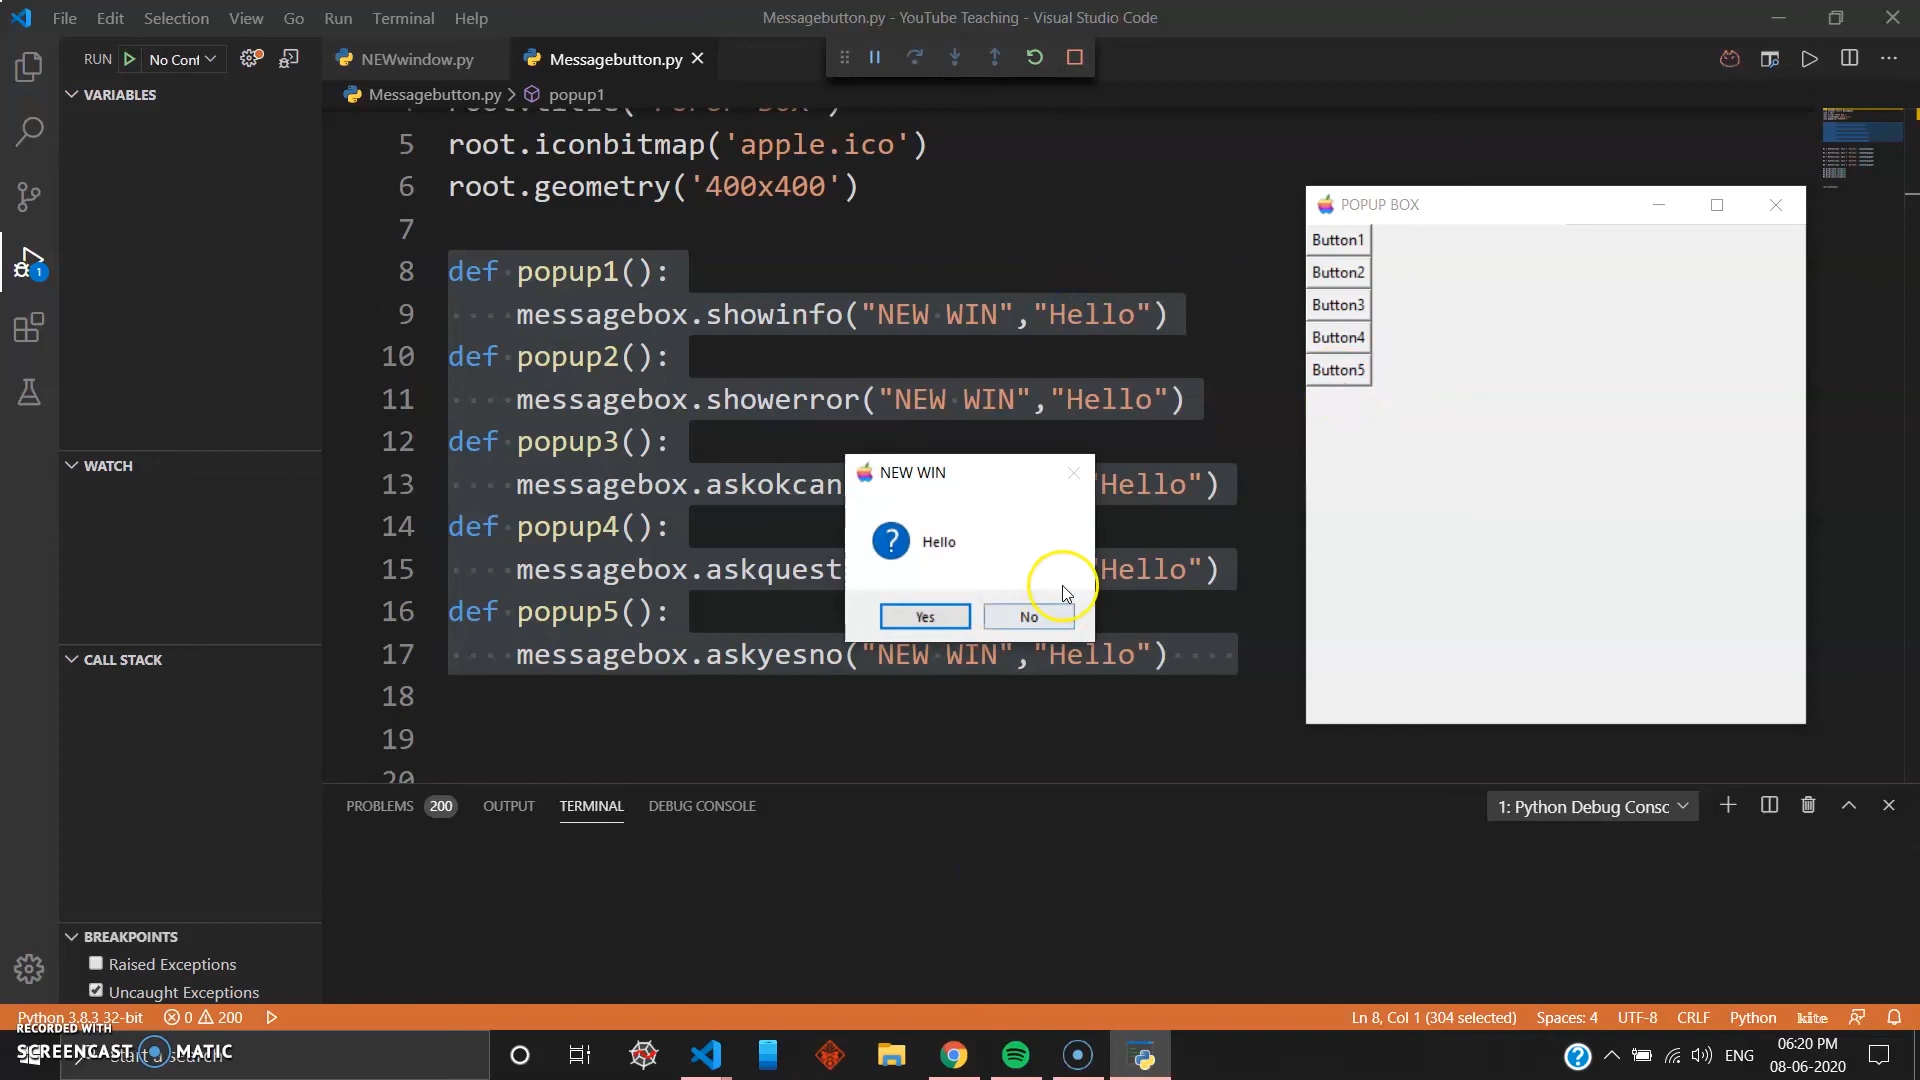 File Edit Selection View Go Run Terminal Help
Messagebutton.py - YouTube Teaching - Visual Studio Code
RUN No Conf
NEWwindow.py
Messagebutton.py
Messagebutton.py > popup1
VARIABLES
WATCH
CALL STACK
BREAKPOINTS
Raised Exceptions
Uncaught Exceptions
1
5 root.iconbitmap('apple.ico')
6 root.geometry('400x400')
7
8 def popup1():
9 messagebox.showinfo("NEW WIN","Hello")
10 def popup2():
11 messagebox.showerror("NEW WIN","Hello")
12 def popup3():
13 messagebox.askokcan Hello")
14 def popup4():
15 messagebox.askquest Hello")
16 def popup5():
17 messagebox.askyesno("NEW WIN","Hello")
18
19
20
NEW WIN
? Hello
Yes No
POPUP BOX
Button1
Button2
Button3
Button4
Button5
PROBLEMS 200 OUTPUT TERMINAL DEBUG CONSOLE
1: Python Debug Consc
Python 3.8.3 32-bit 0 200
Ln 8, Col 1 (304 selected) Spaces: 4 UTF-8 CRLF Python kite
RECORDED WITH
SCREENCAST MATIC
ENG
06:20 PM
08-06-2020